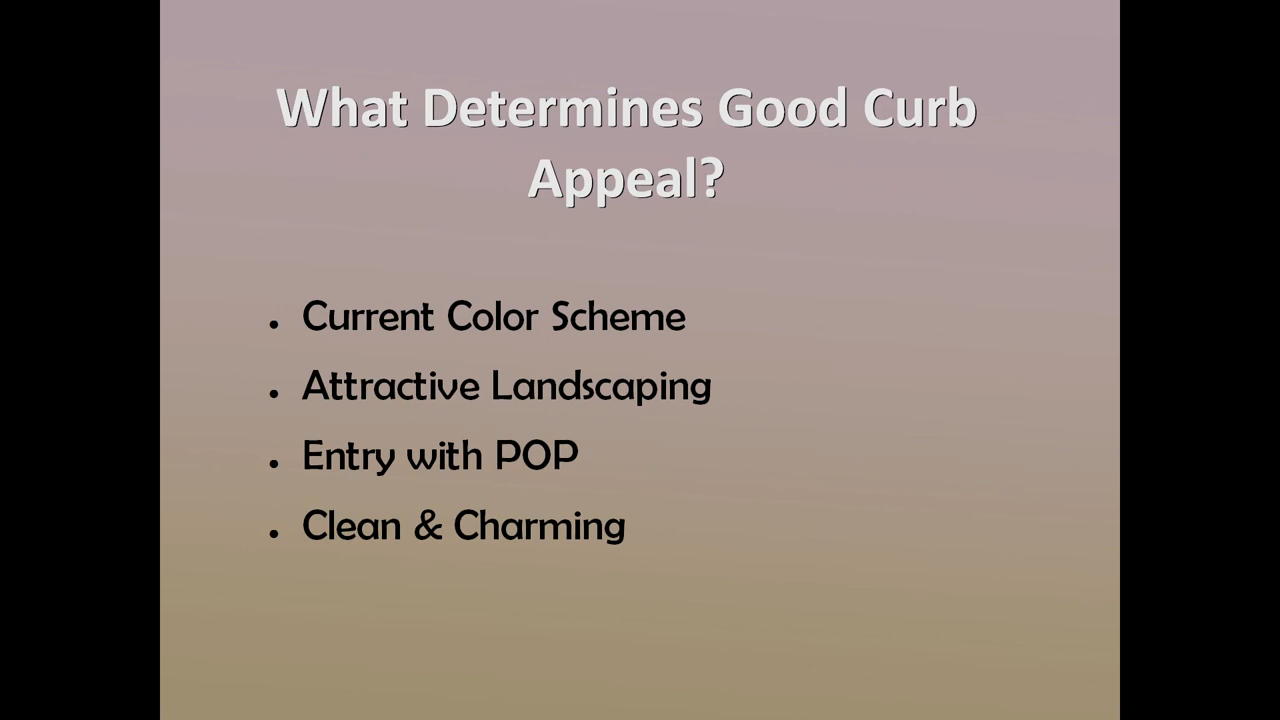 What Determines Good Curb
Appeal?
. Current Color Scheme
. Attractive Landscaping
. Entry with POP
. Clean & Charming